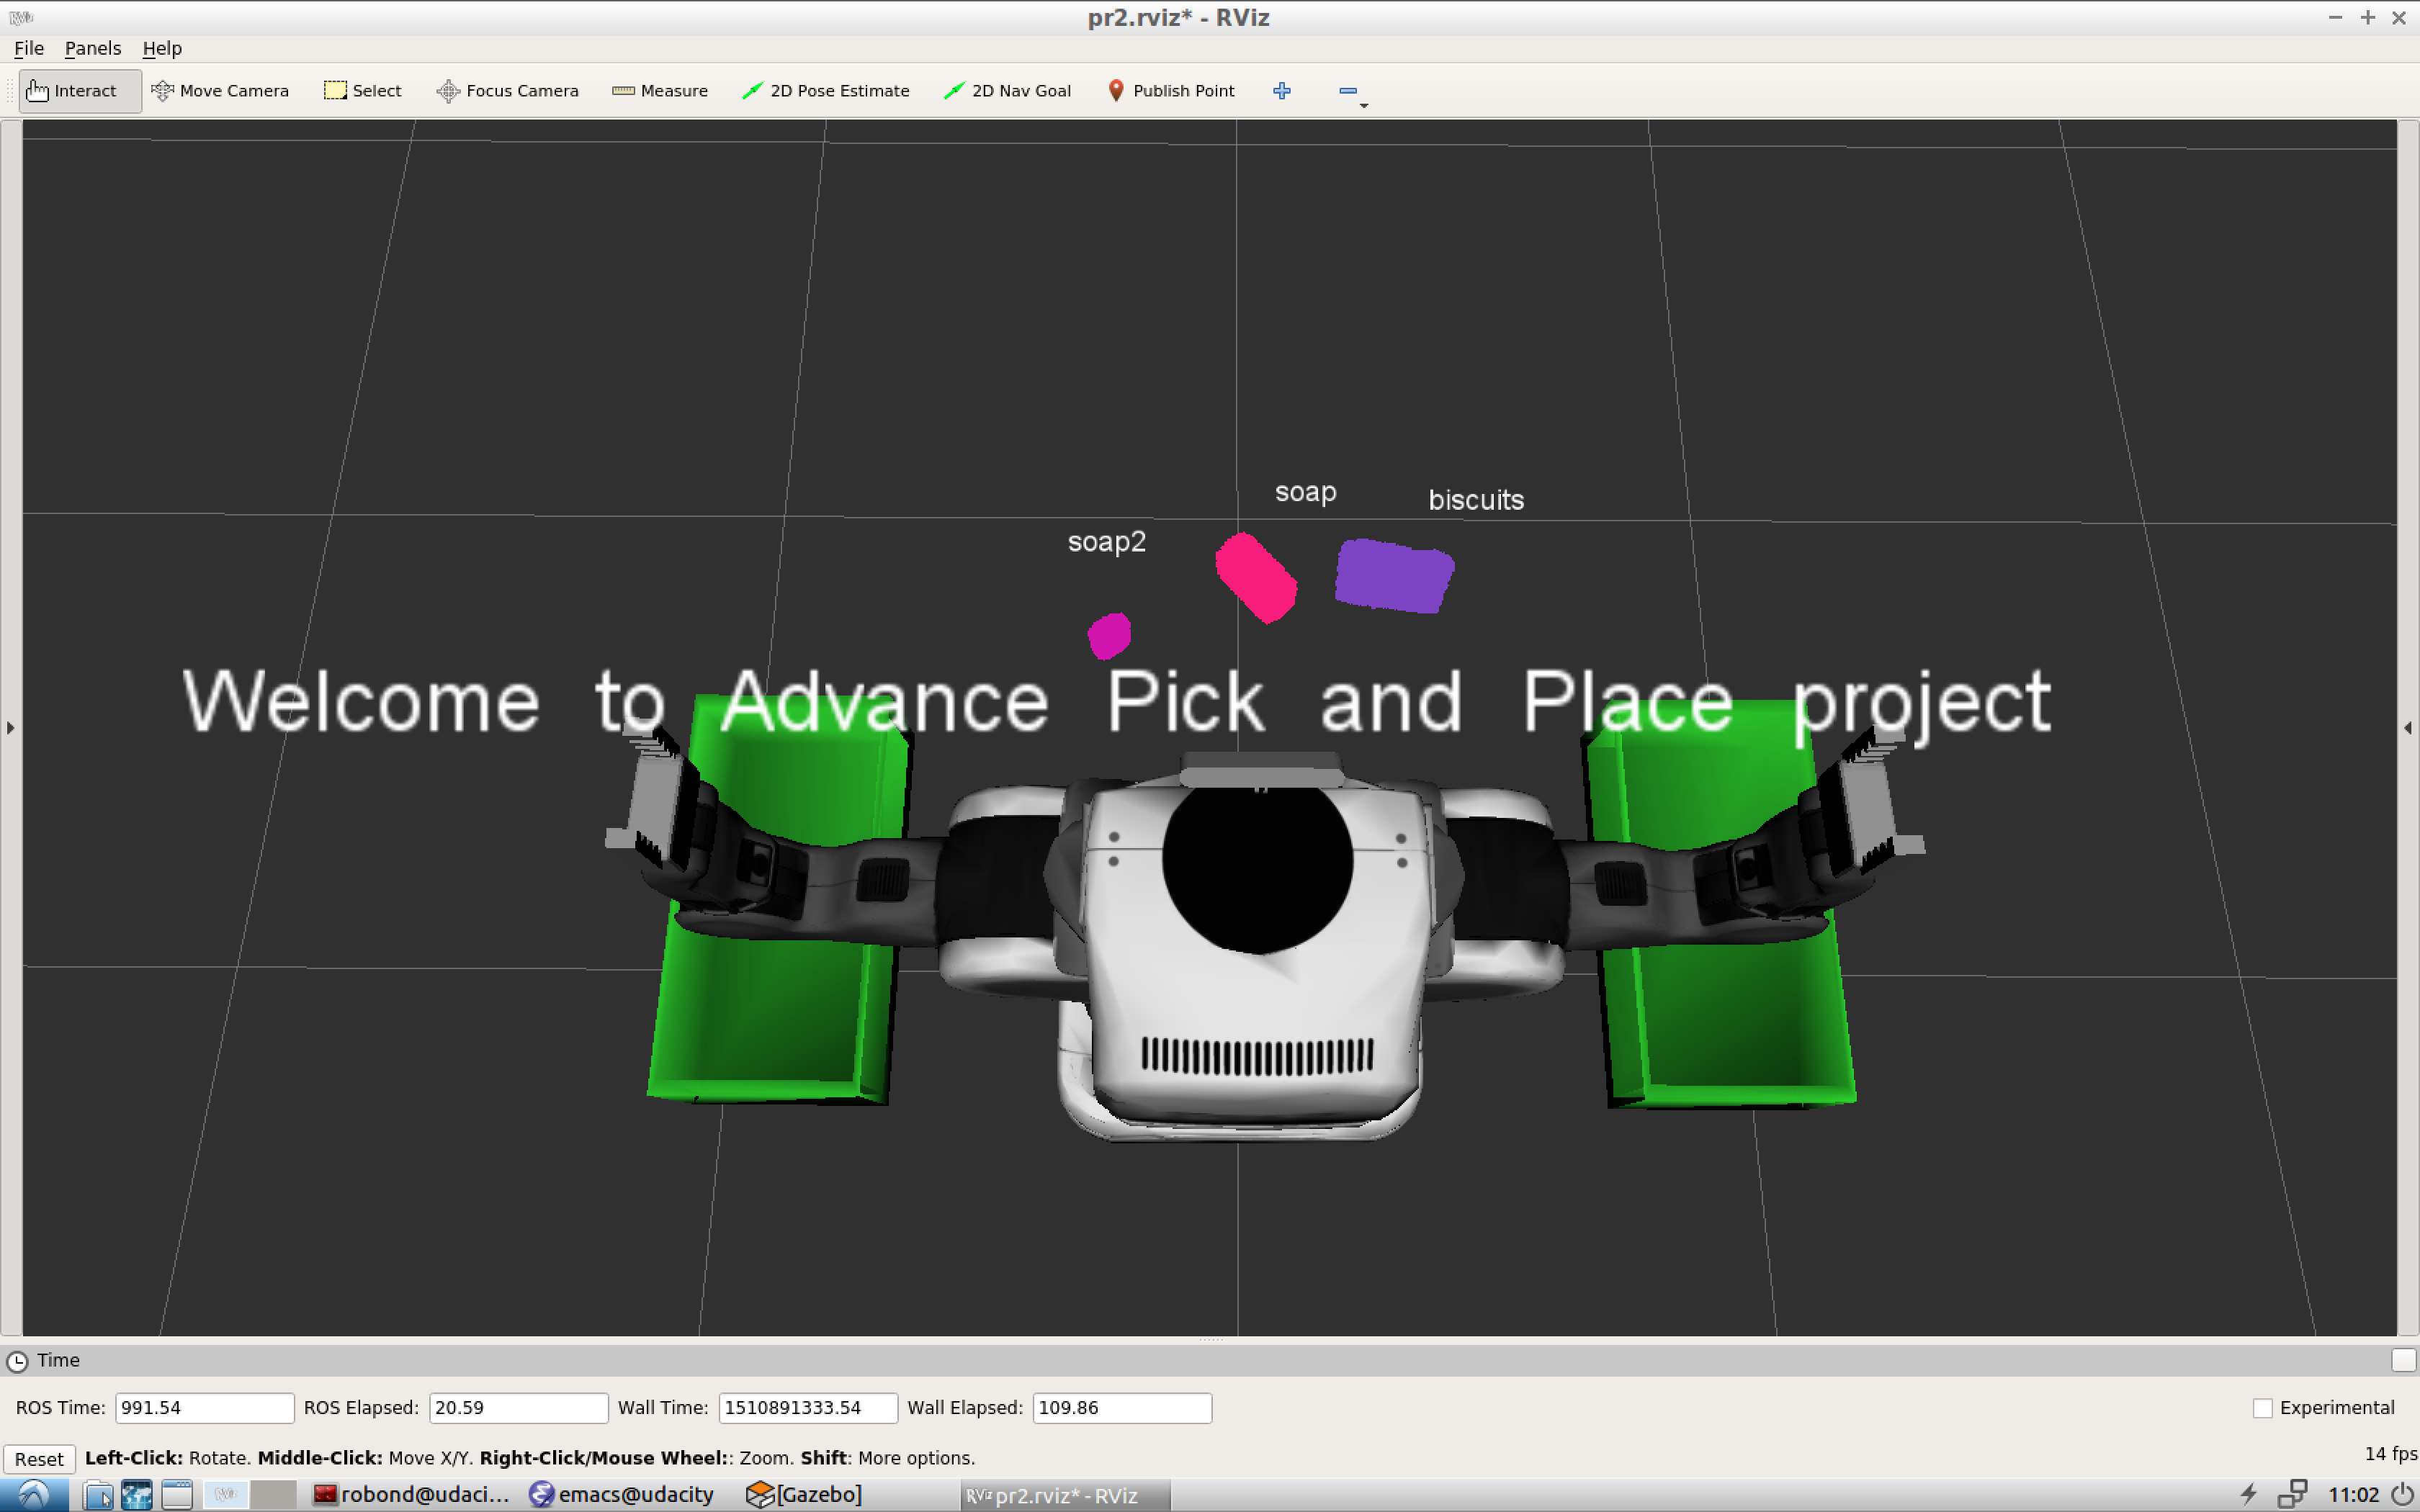 pr2.rviz* - RViz
File Panels Help
Interact Move Camera Select Focus Camera Measure 2D Pose Estimate 2D Nav Goal Publish Point
soap biscuits
soap2
Welcome to Advance Pick and Place project
Time
ROS Time: 991.54 ROS Elapsed: 20.59 Wall Time: 1510891333.54 Wall Elapsed: 109.86 Experimental
Reset Left-Click: Rotate. Middle-Click: Move X/Y. Right-Click/Mouse Wheel:: Zoom. Shift: More options. 14 fps
robond@udaci... emacs@udacity [Gazebo] pr2.rviz* - RViz 11:02